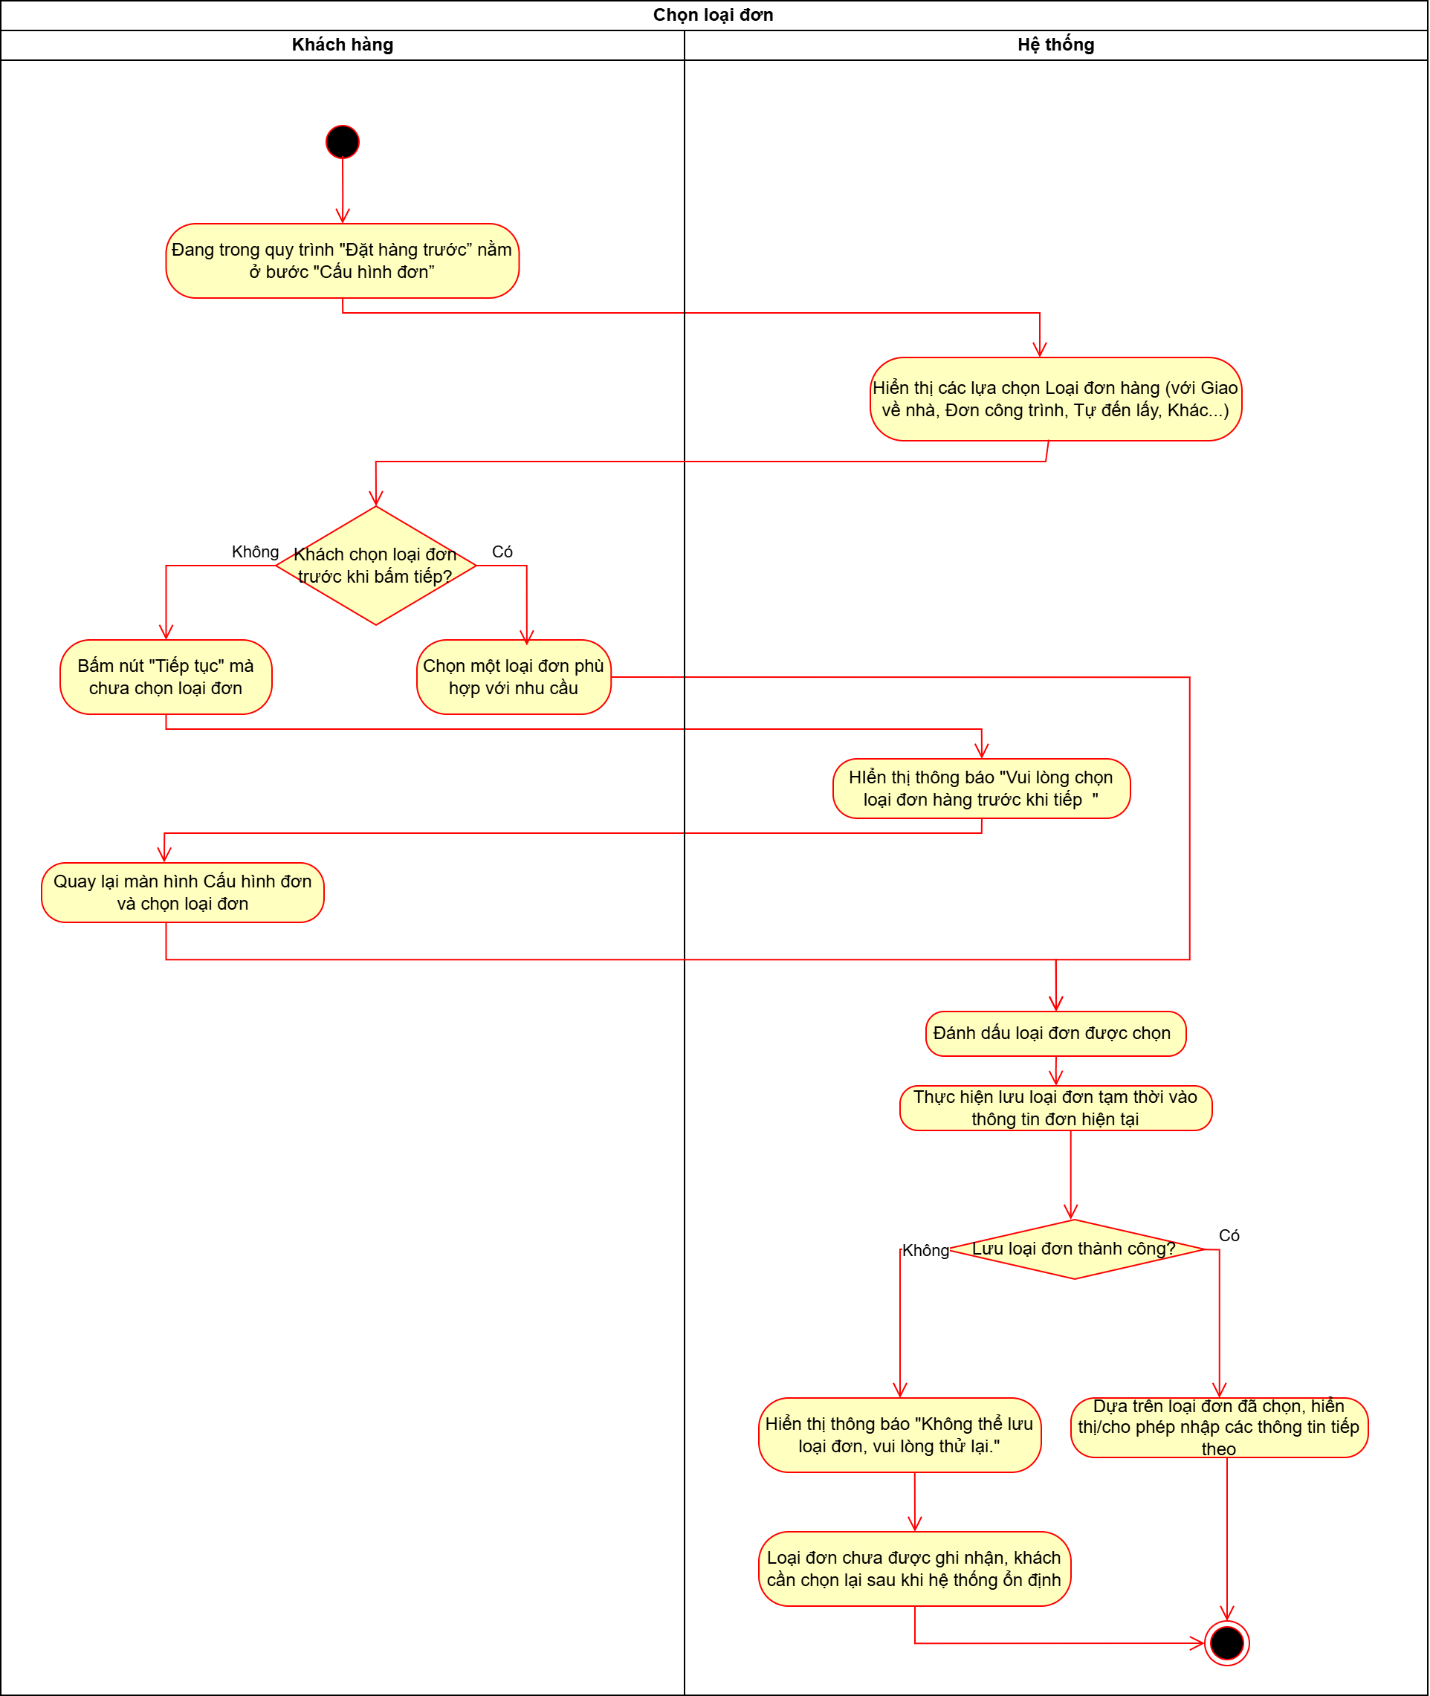 Chọn loại đơn
Khách hàng
Hệ thống
Đang trong quy trình "Đặt hàng trước” nằm
ở bước "Cấu hình đơn”
Hiển thị các lựa chọn Loại đơn hàng (với Giao
về nhà, Đơn công trình, Tự đến lấy, Khác...)
Không
Khách chọn loại đơn
trước khi bấm tiếp?
Có
Bấm nút "Tiếp tục" mà
chưa chọn loại đơn
Chọn một loại đơn phù
hợp với nhu cầu
HIển thị thông báo "Vui lòng chọn
loại đơn hàng trước khi tiếp  "
Quay lại màn hình Cấu hình đơn
và chọn loại đơn
Đánh dấu loại đơn được chọn
Thực hiện lưu loại đơn tạm thời vào
thông tin đơn hiện tại
Không
Lưu loại đơn thành công?
Có
Hiển thị thông báo "Không thể lưu
loại đơn, vui lòng thử lại."
Dựa trên loại đơn đã chọn, hiển
thị/cho phép nhập các thông tin tiếp
theo
Loại đơn chưa được ghi nhận, khách
cần chọn lại sau khi hệ thống ổn định